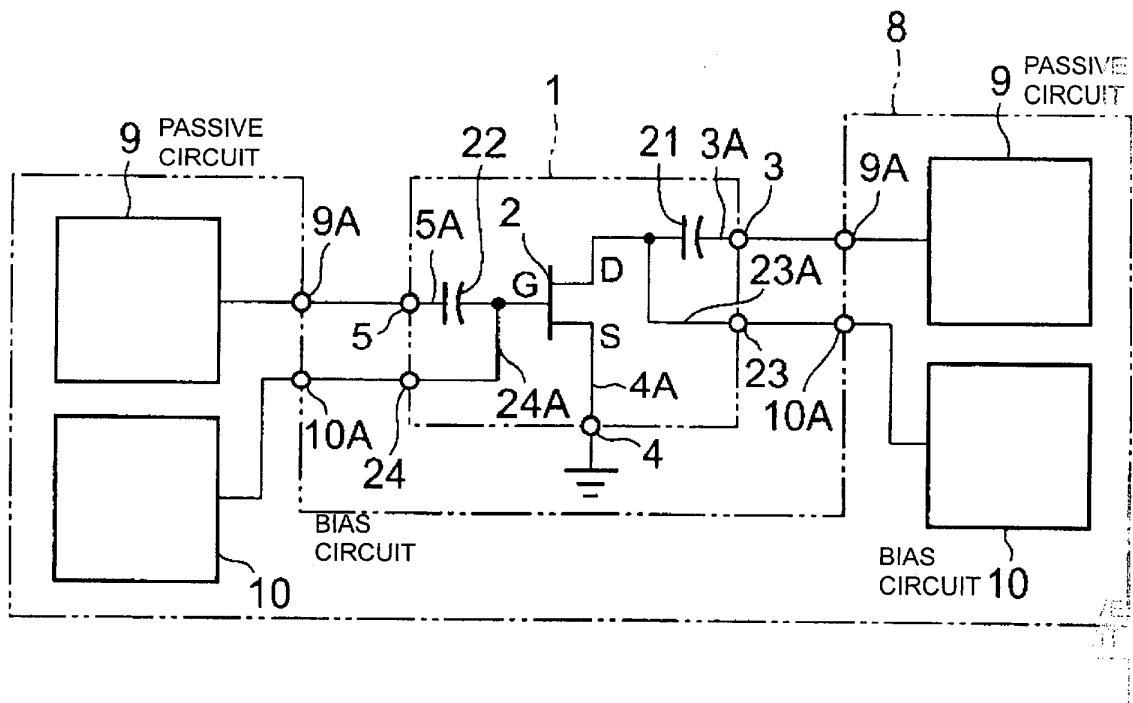 8
PASSIVE
CIRCUIT
9
1
9 PASSIVE
CIRCUIT
22
21
3A
3
9A
9A
5A
2
G
D
23A
5
S
4A
24A
23
10A
10A
24
4
BIAS
CIRCUIT
10
BIAS
CIRCUIT 10